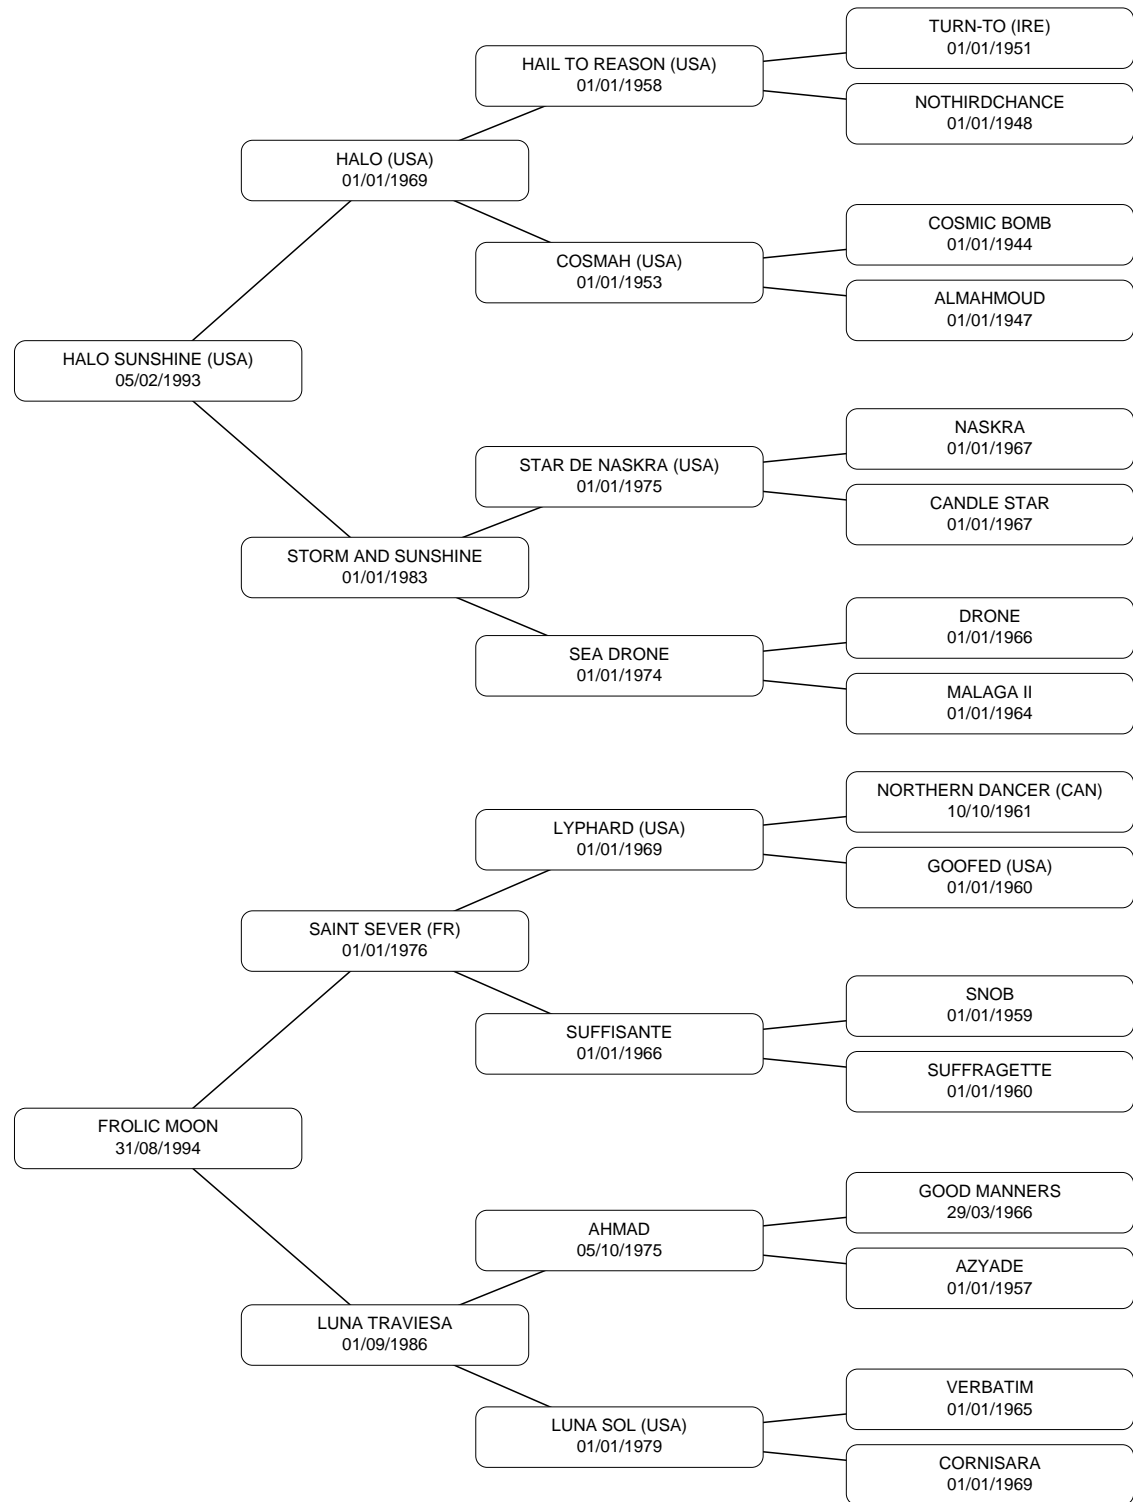 TURN-TO (IRE)
01/01/1951
HAIL TO REASON (USA)
01/01/1958
NOTHIRDCHANCE
01/01/1948
HALO (USA)
01/01/1969
COSMIC BOMB
01/01/1944
COSMAH (USA)
01/01/1953
ALMAHMOUD
01/01/1947
HALO SUNSHINE (USA)
05/02/1993
NASKRA
01/01/1967
STAR DE NASKRA (USA)
01/01/1975
CANDLE STAR
01/01/1967
STORM AND SUNSHINE
01/01/1983
DRONE
01/01/1966
SEA DRONE
01/01/1974
MALAGA II
01/01/1964
NORTHERN DANCER (CAN)
10/10/1961
LYPHARD (USA)
01/01/1969
GOOFED (USA)
01/01/1960
SAINT SEVER (FR)
01/01/1976
SNOB
01/01/1959
SUFFISANTE
01/01/1966
SUFFRAGETTE
01/01/1960
FROLIC MOON
31/08/1994
GOOD MANNERS
29/03/1966
AHMAD
05/10/1975
AZYADE
01/01/1957
LUNA TRAVIESA
01/09/1986
VERBATIM
01/01/1965
LUNA SOL (USA)
01/01/1979
CORNISARA
01/01/1969